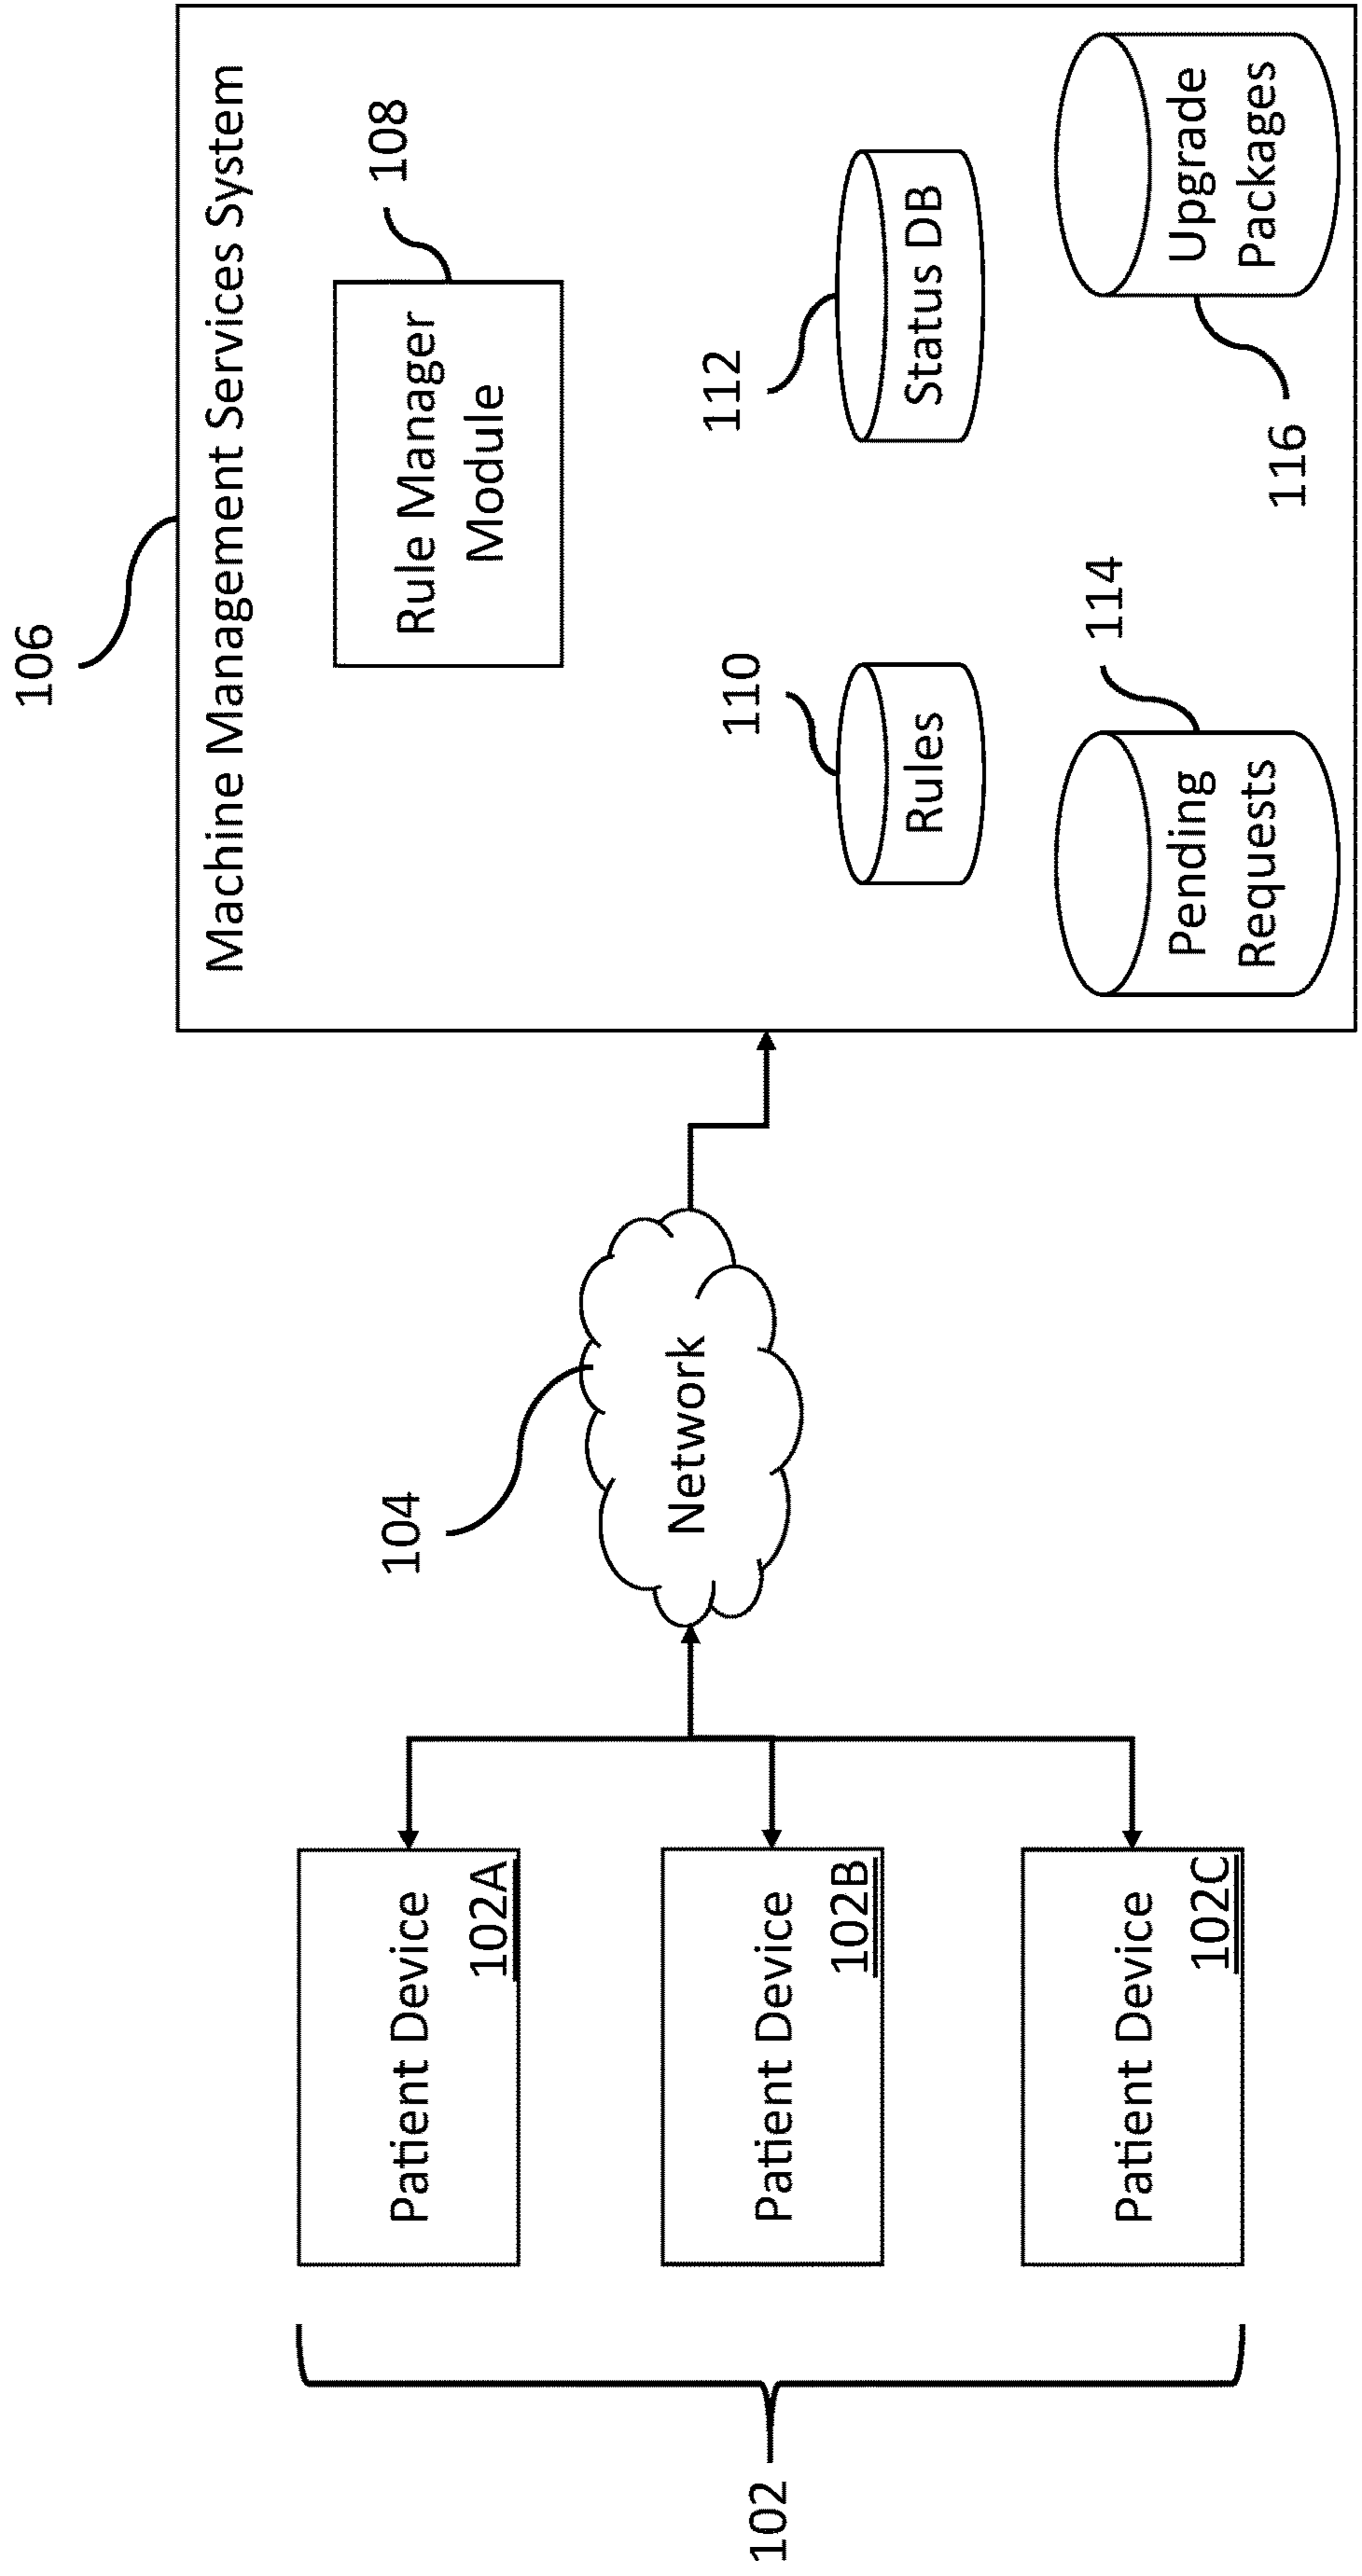 106
Machine Management Services System
108
Rule Manager
Module
104
Network
110
Rules
112
Status DB
114
Pending
Requests
116
Upgrade
Packages
Patient Device
102A
Patient Device
102B
Patient Device
102C
102